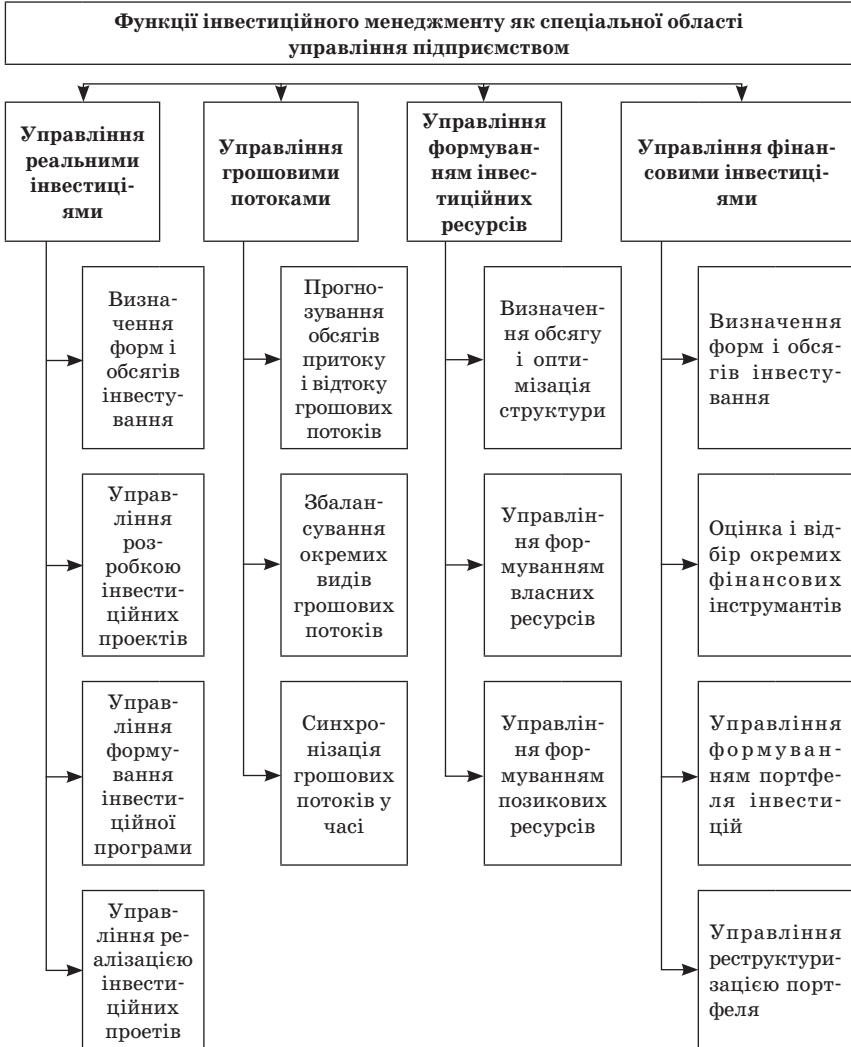 Функції інвестиційного менеджменту як спеціальної області
управління підприємством
Управління
реальними
інвестиці-
ями
Управління
грошовими
потоками
Управління
формуван-
ням інвес-
тиційних
ресурсів
Управління фінан-
совими інвестиці-
ями
Визна-
чення
форм і
обсягів
інвесту-
вання
Прогно-
зування
обсягів
притоку
і відтоку
грошових
потоків
Визначен-
ня обсягу
і опти-
мізація
структури
Визначення
форм і обся-
гів інвесту-
вання
Управ-
ління
роз-
робкою
інвести-
ційних
проектів
Збалан-
сування
окремих
видів
грошових
потоків
Управлін-
ня фор-
муванням
власних
ресурсів
Оцінка і від-
бір окремих
фінансових
інструмантів
Управ-
ління
форму-
вання
інвести-
ційної
програми
Синхро-
нізація
грошових
потоків у
часі
Управлін-
ня фор-
муванням
позикових
ресурсів
Управління
формуван-
ням портфе-
ля інвести-
цій
Управ-
ління ре-
алізацією
інвести-
ційних
проетів
Управління
реструктури-
зацією порт-
феля